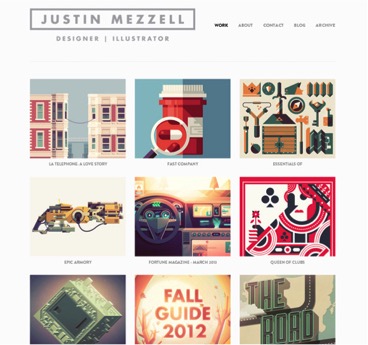 JUSTIN MEZZELL
DESIGNER | ILLUSTRATOR
WORK ABOUT CONTACT BLOG ARCHIVE
LA TELEPHONE: A LOVE STORY
FAST COMPANY
ESSENTIALS OF
EPIC ARMORY
FORTUNE MAGAZINE - MARCH 2013
QUEEN OF CLUBS
FALL
GUIDE
2012
THE
ROAD